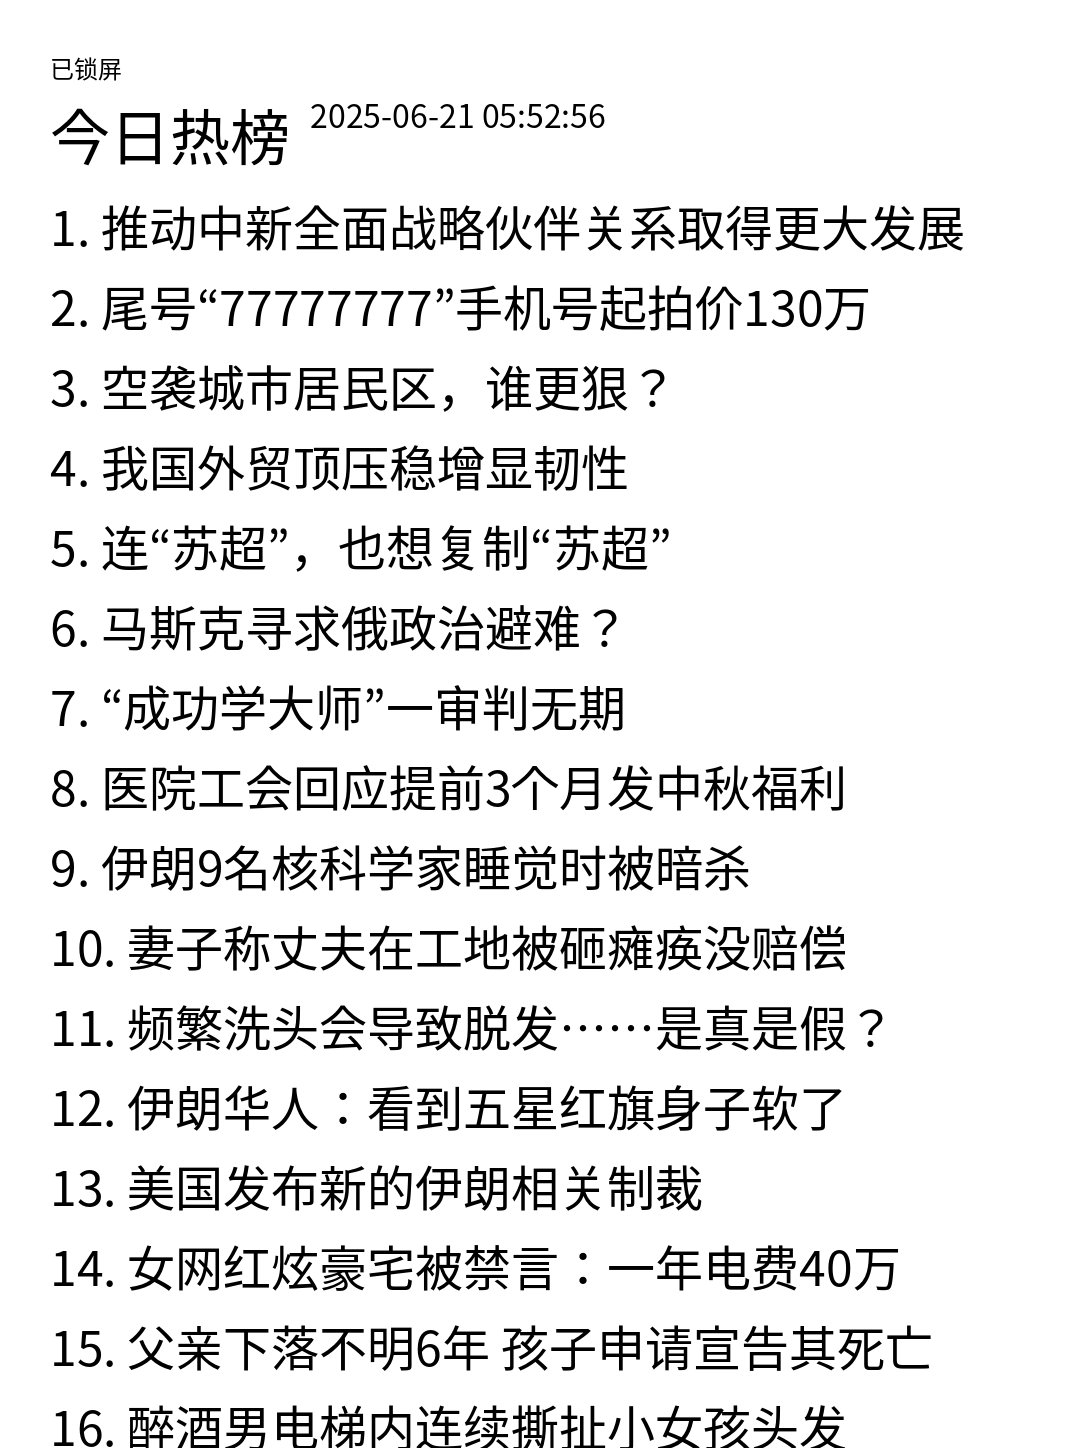 已锁屏
今日热榜 2025-06-21 05:52:56
1. 推动中新全面战略伙伴关系取得更大发展
2. 尾号“77777777”手机号起拍价130万
3. 空袭城市居民区，谁更狠？
4. 我国外贸顶压稳增显韧性
5. 连“苏超”，也想复制“苏超”
6. 马斯克寻求俄政治避难？
7. “成功学大师”一审判无期
8. 医院工会回应提前3个月发中秋福利
9. 伊朗9名核科学家睡觉时被暗杀
10. 妻子称丈夫在工地被砸瘫痪没赔偿
11. 频繁洗头会导致脱发……是真是假？
12. 伊朗华人：看到五星红旗身子软了
13. 美国发布新的伊朗相关制裁
14. 女网红炫豪宅被禁言：一年电费40万
15. 父亲下落不明6年 孩子申请宣告其死亡
16. 醉酒男电梯内连续撕扯小女孩头发